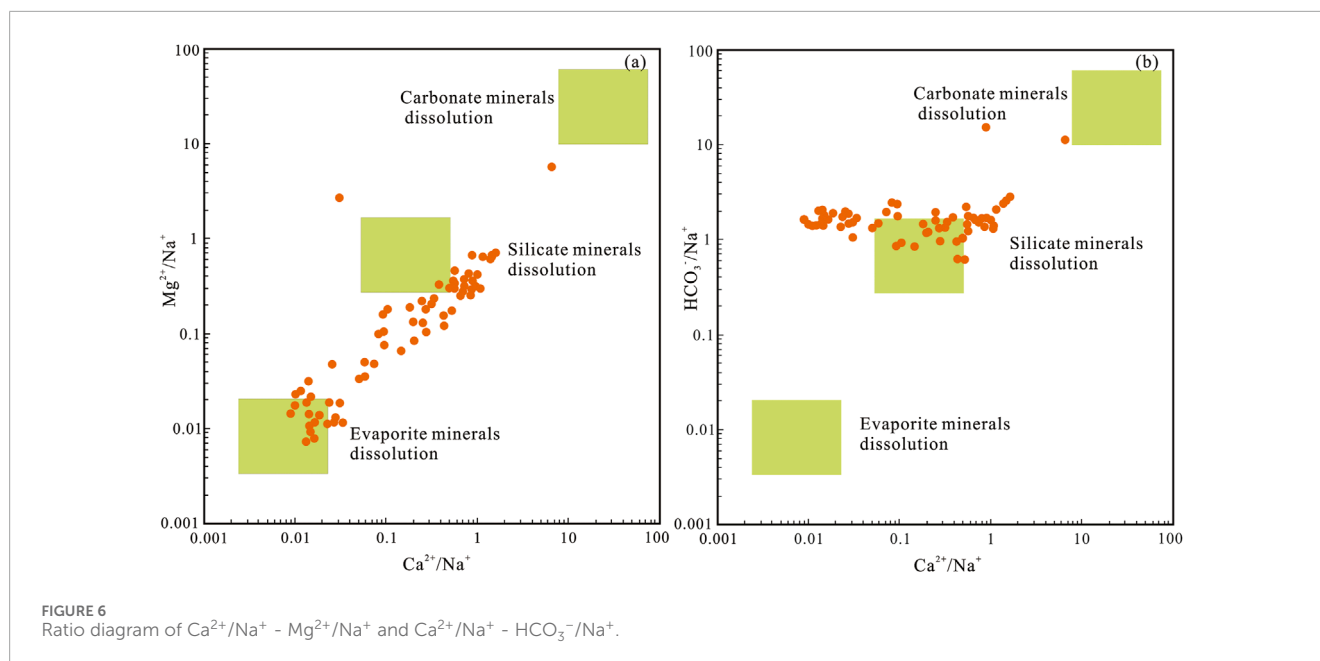 100
10
1
0.1
0.01
0.001
Mg²⁺/Na⁺
(a)
Carbonate minerals
dissolution
Silicate minerals
dissolution
Evaporite minerals
dissolution
0.001 0.01 0.1 1 10 100
Ca²⁺/Na⁺
100
10
1
0.1
0.01
0.001
HCO₃⁻/Na⁺
(b)
Carbonate minerals
dissolution
Silicate minerals
dissolution
Evaporite minerals
dissolution
0.001 0.01 0.1 1 10 100
Ca²⁺/Na⁺
FIGURE 6
Ratio diagram of Ca²⁺/Na⁺ - Mg²⁺/Na⁺ and Ca²⁺/Na⁺ - HCO₃⁻/Na⁺.